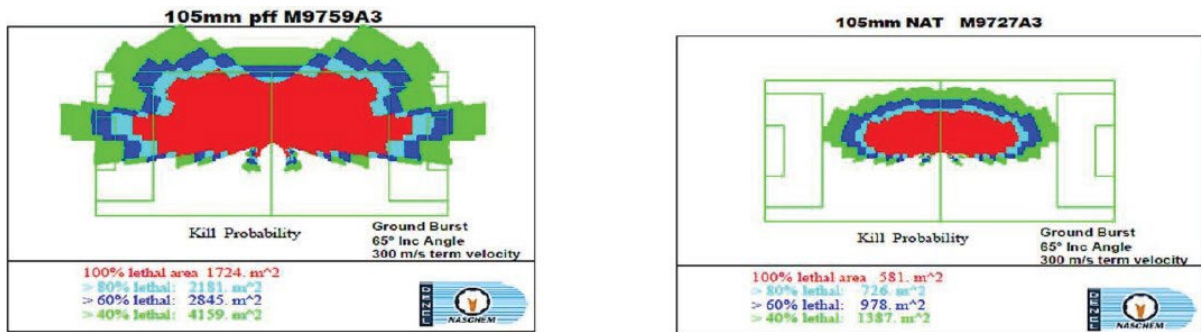 105mm pff M9759A3
Kill Probability
Ground Burst
65° Inc Angle
300 m/s term velocity
100% lethal area 1724. m^2
> 80% lethal: 2181. m^2
> 60% lethal: 2845. m^2
> 40% lethal: 4159. m^2
DENEL
NASCHEM
105mm NAT M9727A3
Kill Probability
Ground Burst
65° Inc Angle
300 m/s term velocity
100% lethal area 581. m^2
> 80% lethal: 726. m^2
> 60% lethal: 978. m^2
> 40% lethal: 1387. m^2
DENEL
NASCHEM